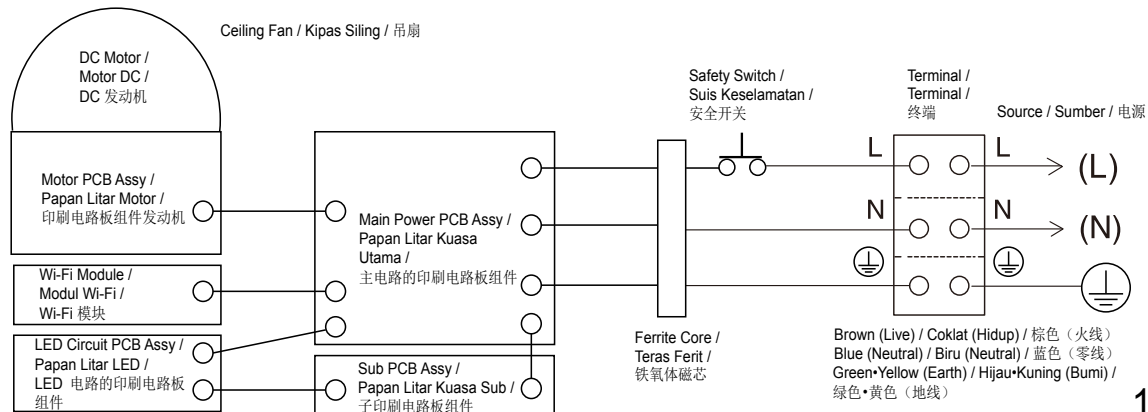 Ceiling Fan / Kipas Siling / 吊扇
DC Motor /
Motor DC /
DC 发动机
Motor PCB Assy /
Papan Litar Motor /
印刷电路板组件发动机
Wi-Fi Module /
Modul Wi-Fi /
Wi-Fi 模块
LED Circuit PCB Assy /
Papan Litar LED /
LED 电路的印刷电路板
组件
Main Power PCB Assy /
Papan Litar Kuasa
Utama /
主电路的印刷电路板组件
Sub PCB Assy /
Papan Litar Kuasa Sub /
子印刷电路板组件
Ferrite Core /
Teras Ferit /
铁氧体磁芯
Safety Switch /
Suis Keselamatan /
安全开关
Terminal /
Terminal /
终端
Source / Sumber / 电源
L L (L)
N N (N)
Brown (Live) / Coklat (Hidup) / 棕色（火线）
Blue (Neutral) / Biru (Neutral) / 蓝色（零线）
Green•Yellow (Earth) / Hijau•Kuning (Bumi) /
绿色•黄色（地线）